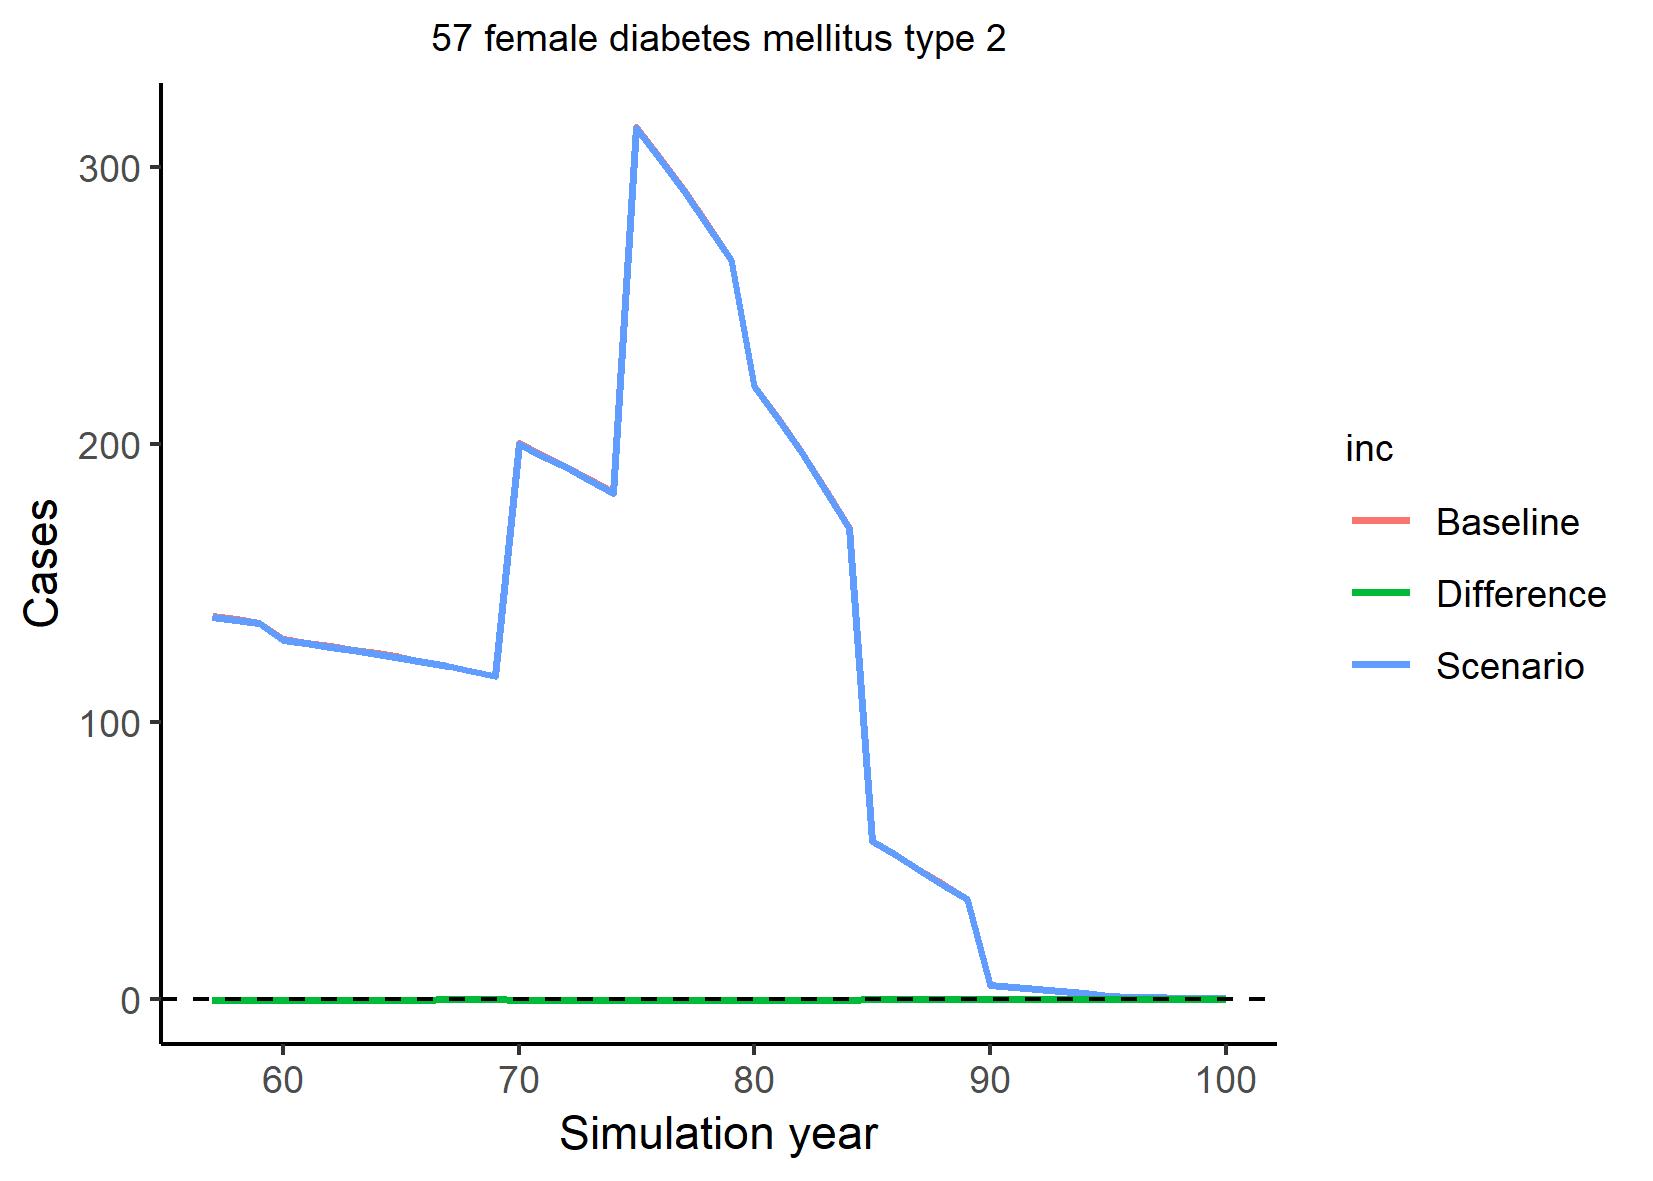 57 female diabetes mellitus type 2
Cases
300
200
100
0
60 70 80 90 100
Simulation year
inc
Baseline
Difference
Scenario